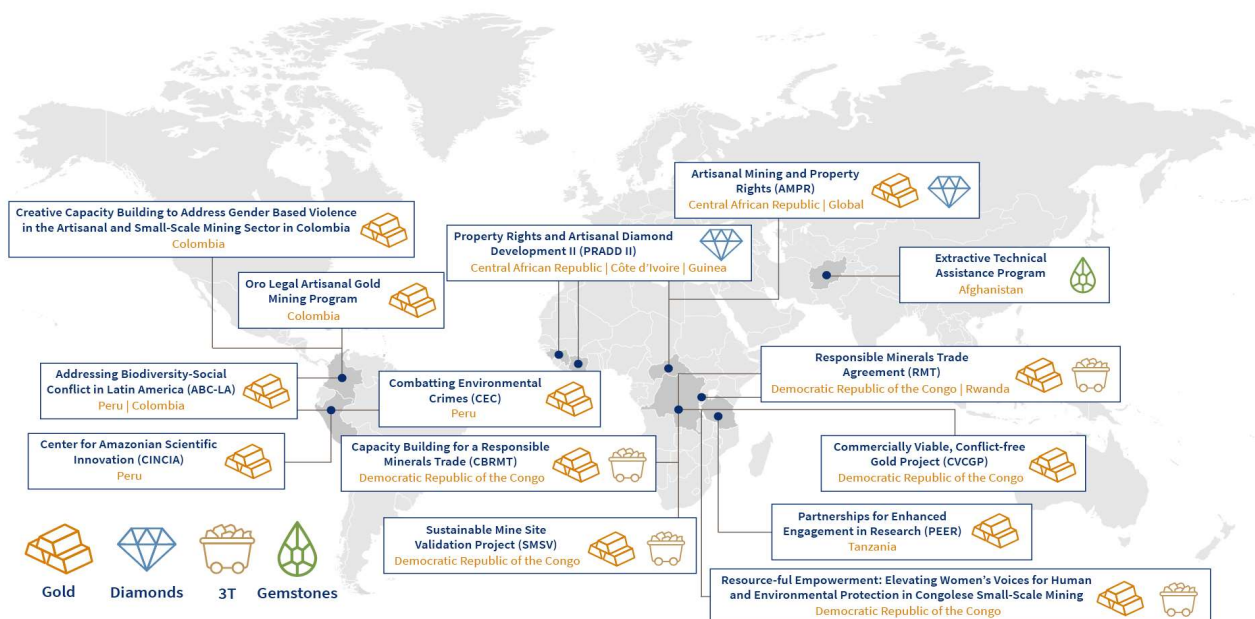 Artisanal Mining and Property
Rights (AMPR)
Central African Republic | Global
Creative Capacity Building to Address Gender Based Violence
in the Artisanal and Small-Scale Mining Sector in Colombia
Colombia
Property Rights and Artisanal Diamond
Development II (PRADD II)
Central African Republic | Côte d'Ivoire | Guinea
Extractive Technical
Assistance Program
Afghanistan
Oro Legal Artisanal Gold
Mining Program
Colombia
Addressing Biodiversity-Social
Conflict in Latin America (ABC-LA)
Peru | Colombia
Combatting Environmental
Crimes (CEC)
Peru
Responsible Minerals Trade
Agreement (RMT)
Democratic Republic of the Congo | Rwanda
Center for Amazonian Scientific
Innovation (CINCIA)
Peru
Capacity Building for a Responsible
Minerals Trade (CBRMT)
Democratic Republic of the Congo
Commercially Viable, Conflict-free
Gold Project (CVCGP)
Democratic Republic of the Congo
Sustainable Mine Site
Validation Project (SMSV)
Democratic Republic of the Congo
Partnerships for Enhanced
Engagement in Research (PEER)
Tanzania
Resource-ful Empowerment: Elevating Women's Voices for Human
and Environmental Protection in Congolese Small-Scale Mining
Democratic Republic of the Congo
Gold
Diamonds
3T
Gemstones